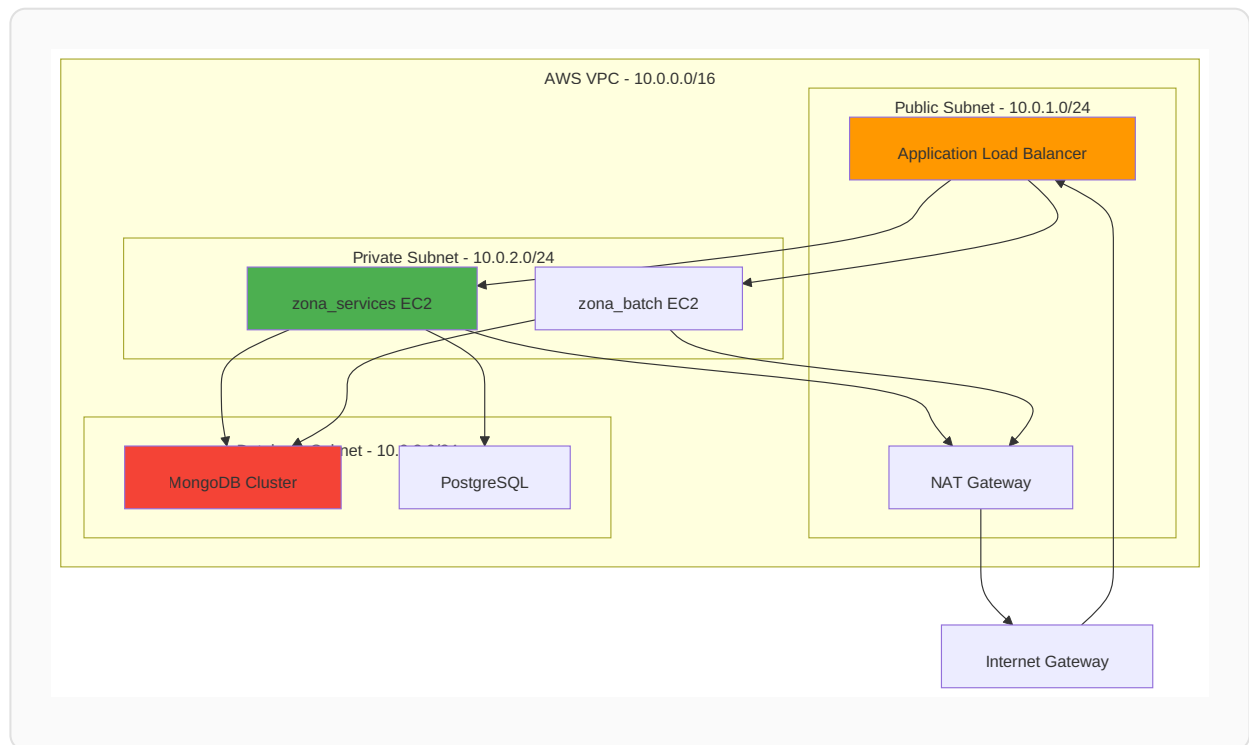 AWS VPC - 10.0.0.0/16
Public Subnet - 10.0.1.0/24
Application Load Balancer
Private Subnet - 10.0.2.0/24
zona_services EC2
zona_batch EC2
MongoDB Cluster
PostgreSQL
NAT Gateway
Internet Gateway